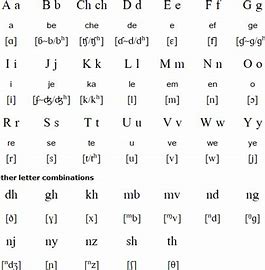 A a B b Ch ch D d E e F f G g
a be che de e ef ge
[ɑ] [ɓ~b/bʰ] [ʧ/ʧʰ] [ɗ~d/dʰ] [ɛ] [f] [ɠ~g/gʰ]
I i J j K k L l M m N n O o
i je ka le em en o
[i] [ʄ~ʤ/ʤʰ] [k/kʰ] [l] [m] [n] [ɔ]
R r S s T t U u V v W w Y y
re se te u ve we ye
[r] [s] [t/tʰ] [u] [v] [w] [j]
ther letter combinations
dh gh kh mb mv nd ng
[ð] [ɣ] [x] [ᵐb] [ᶬv] [ⁿd] [ᵑg]
nj ny nz sh th
[ⁿʤ] [ɲ] [ⁿz] [ʃ] [θ]